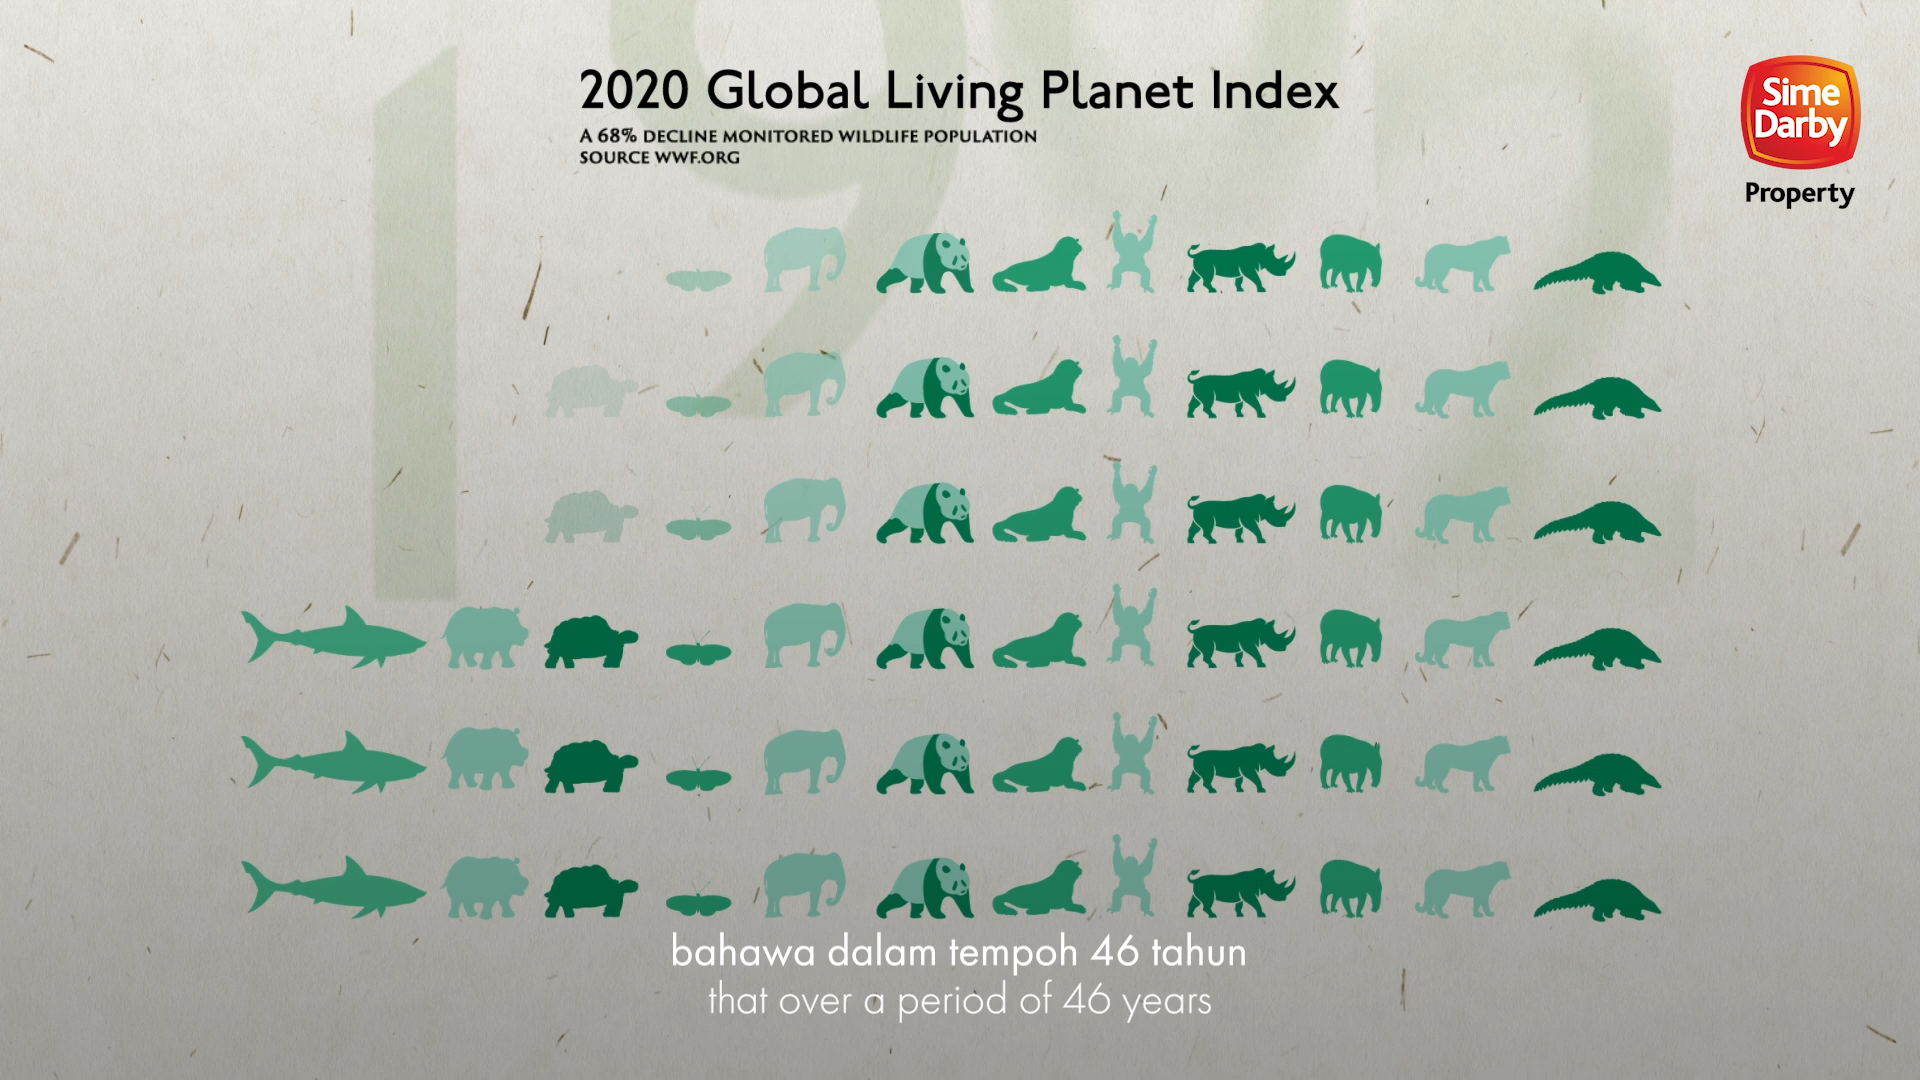 2020 Global Living Planet Index
A 68% DECLINE MONITORED WILDLIFE POPULATION
SOURCE WWF.ORG
Sime
Darby
Property
bahawa dalam tempoh 46 tahun
that over a period of 46 years